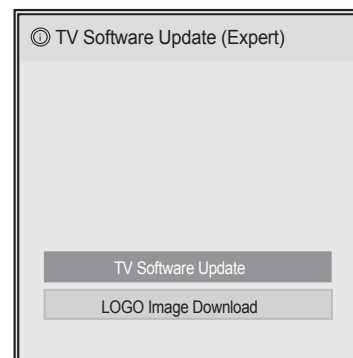 ⓘ TV Software Update (Expert)
TV Software Update
LOGO Image Download